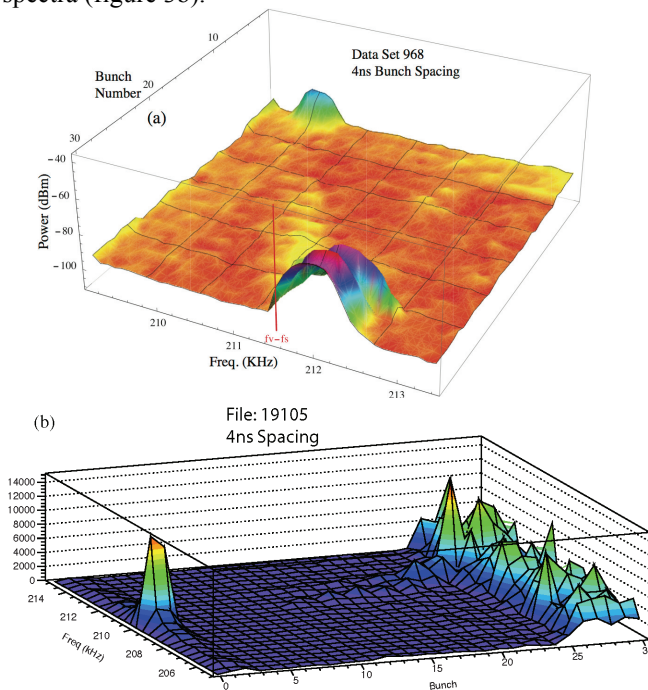 spectra (figure 3b).
Data Set 968
4ns Bunch Spacing
Bunch
Number
10
20
30
(a)
Power (dBm)
-40
-60
-80
-100
210
211
212
213
fv-fs
Freq. (KHz)
(b)
File: 19105
4ns Spacing
14000
12000
10000
8000
6000
4000
2000
0
214
212
210
208
206
Freq (kHz)
0
5
10
15
20
25
Bunch